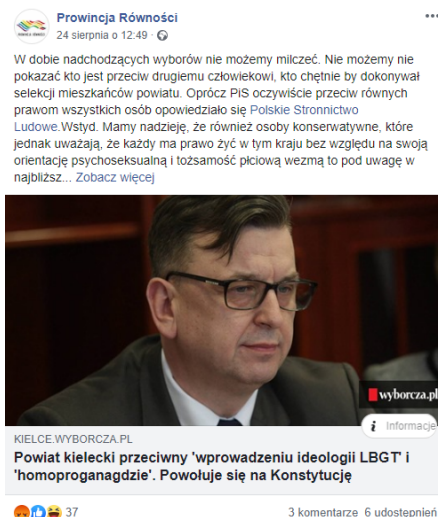 Prowincja Równości
24 sierpnia o 12:49 ·
W dobie nadchodzących wyborów nie możemy milczeć. Nie możemy nie
pokazać kto jest przeciw drugiemu człowiekowi, kto chętnie by dokonywał
selekcji mieszkańców powiatu. Oprócz PiS oczywiście przeciw równych
prawom wszystkich osób opowiedziało się Polskie Stronnictwo
Ludowe.Wstyd. Mamy nadzieję, że również osoby konserwatywne, które
jednak uważają, że każdy ma prawo żyć w tym kraju bez względu na swoją
orientację psychoseksualną i tożsamość płciową wezmą to pod uwagę w
najbliższ... Zobacz więcej
wyborcza.pl
i Informacje
KIELCE.WYBORCZA.PL
Powiat kielecki przeciwny 'wprowadzeniu ideologii LBGT' i
'homoproganagdzie'. Powołuje się na Konstytucję
37
3 komentarze 6 udostępnień